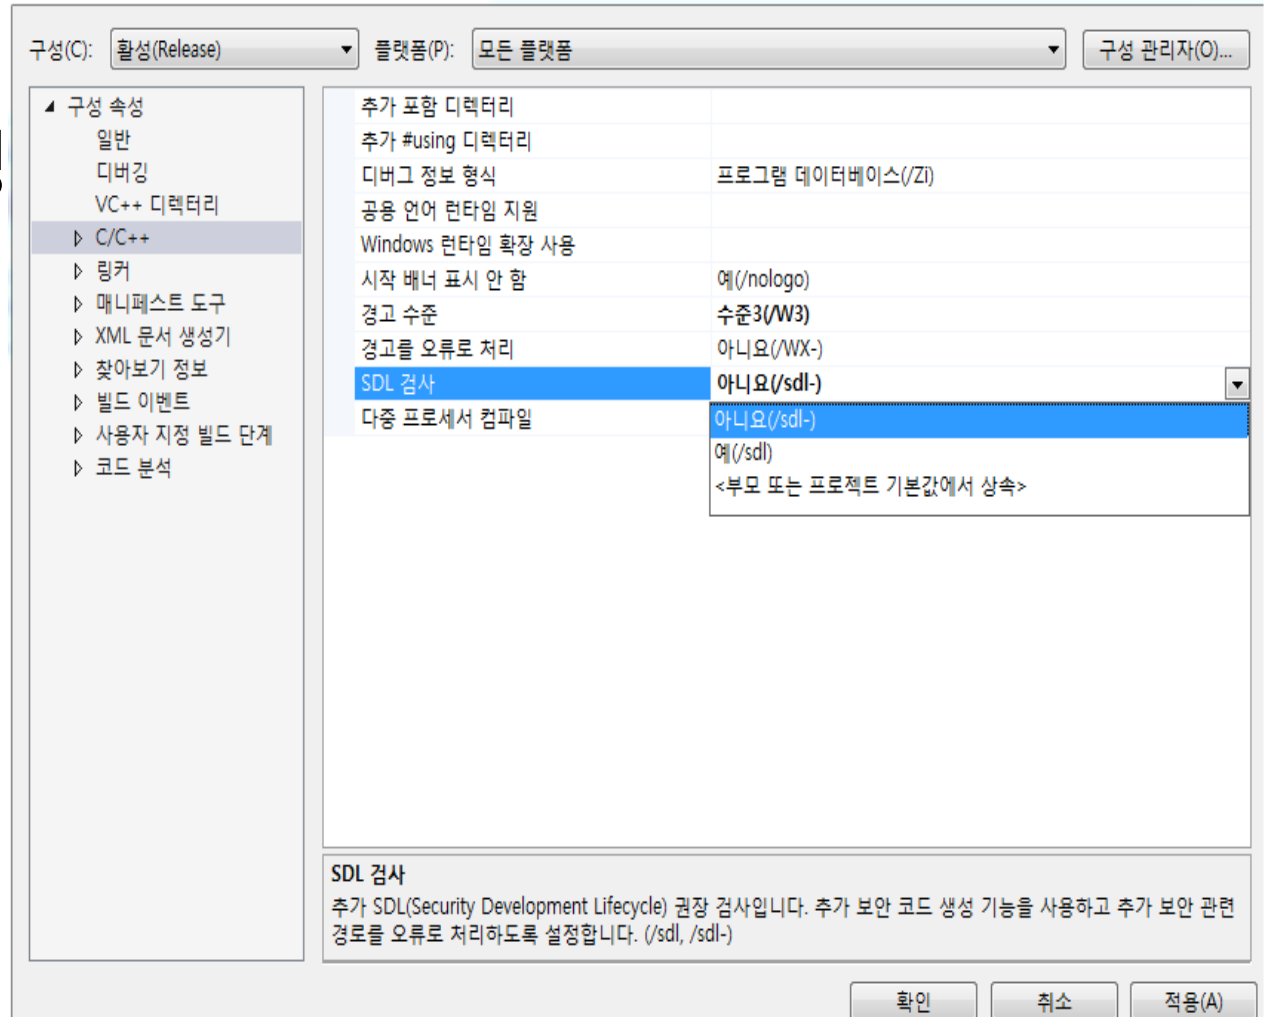 구성(C): 활성(Release) 플랫폼(P): 모든 플랫폼 구성 관리자(O)...
구성 속성
일반
디버깅
VC++ 디렉터리
C/C++
링커
매니페스트 도구
XML 문서 생성기
찾아보기 정보
빌드 이벤트
사용자 지정 빌드 단계
코드 분석
추가 포함 디렉터리
추가 #using 디렉터리
디버그 정보 형식 프로그램 데이터베이스(/Zi)
공용 언어 런타임 지원
Windows 런타임 확장 사용
시작 배너 표시 안 함 예(/nologo)
경고 수준 수준3(/W3)
경고를 오류로 처리 아니요(/WX-)
SDL 검사 아니요(/sdl-)
다중 프로세서 컴파일 아니요(/sdl-)
예(/sdl)
<부모 또는 프로젝트 기본값에서 상속>
SDL 검사
추가 SDL(Security Development Lifecycle) 권장 검사입니다. 추가 보안 코드 생성 기능을 사용하고 추가 보안 관련
경로를 오류로 처리하도록 설정합니다. (/sdl, /sdl-)
확인 취소 적용(A)